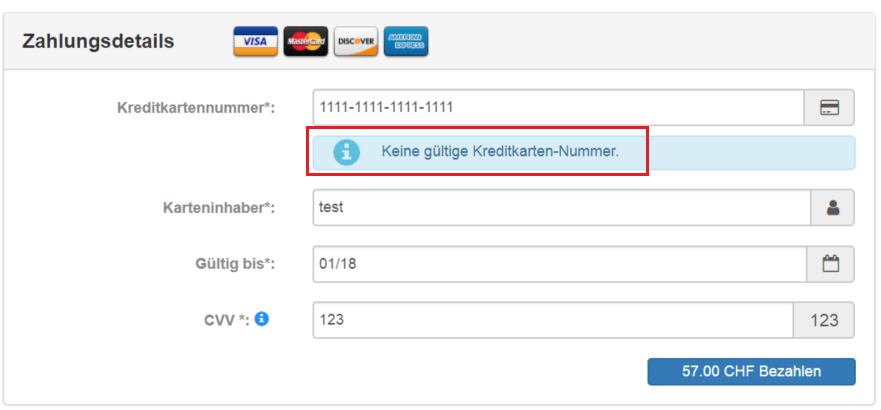 Zahlungsdetails VISA MasterCard DISCOVER AMERICAN EXPRESS
Kreditkartennummer*: 1111-1111-1111-1111
Keine gültige Kreditkarten-Nummer.
Karteninhaber*: test
Gültig bis*: 01/18
CVV *: 123 123
57.00 CHF Bezahlen